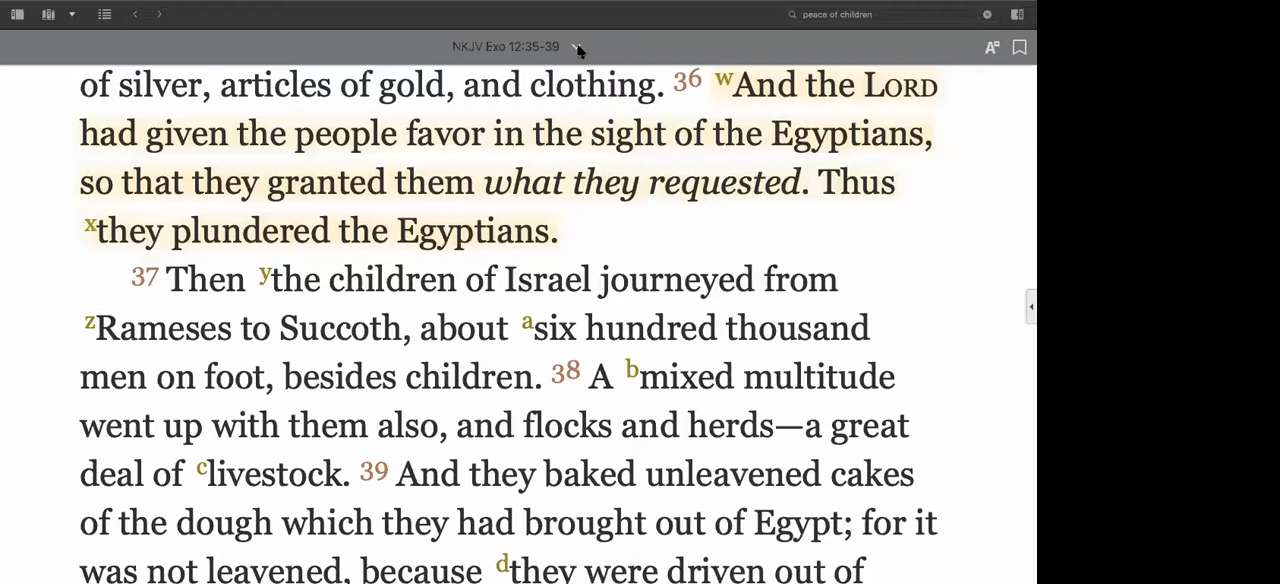 peace of children
NKJV Exo 12:35-39
of silver, articles of gold, and clothing. 36 wAnd the LORD
had given the people favor in the sight of the Egyptians,
so that they granted them what they requested. Thus
xthey plundered the Egyptians.
37 Then ythe children of Israel journeyed from
zRameses to Succoth, about asix hundred thousand
men on foot, besides children. 38 A bmixed multitude
went up with them also, and flocks and herds—a great
deal of clivestock. 39 And they baked unleavened cakes
of the dough which they had brought out of Egypt; for it
was not leavened, because dthey were driven out of